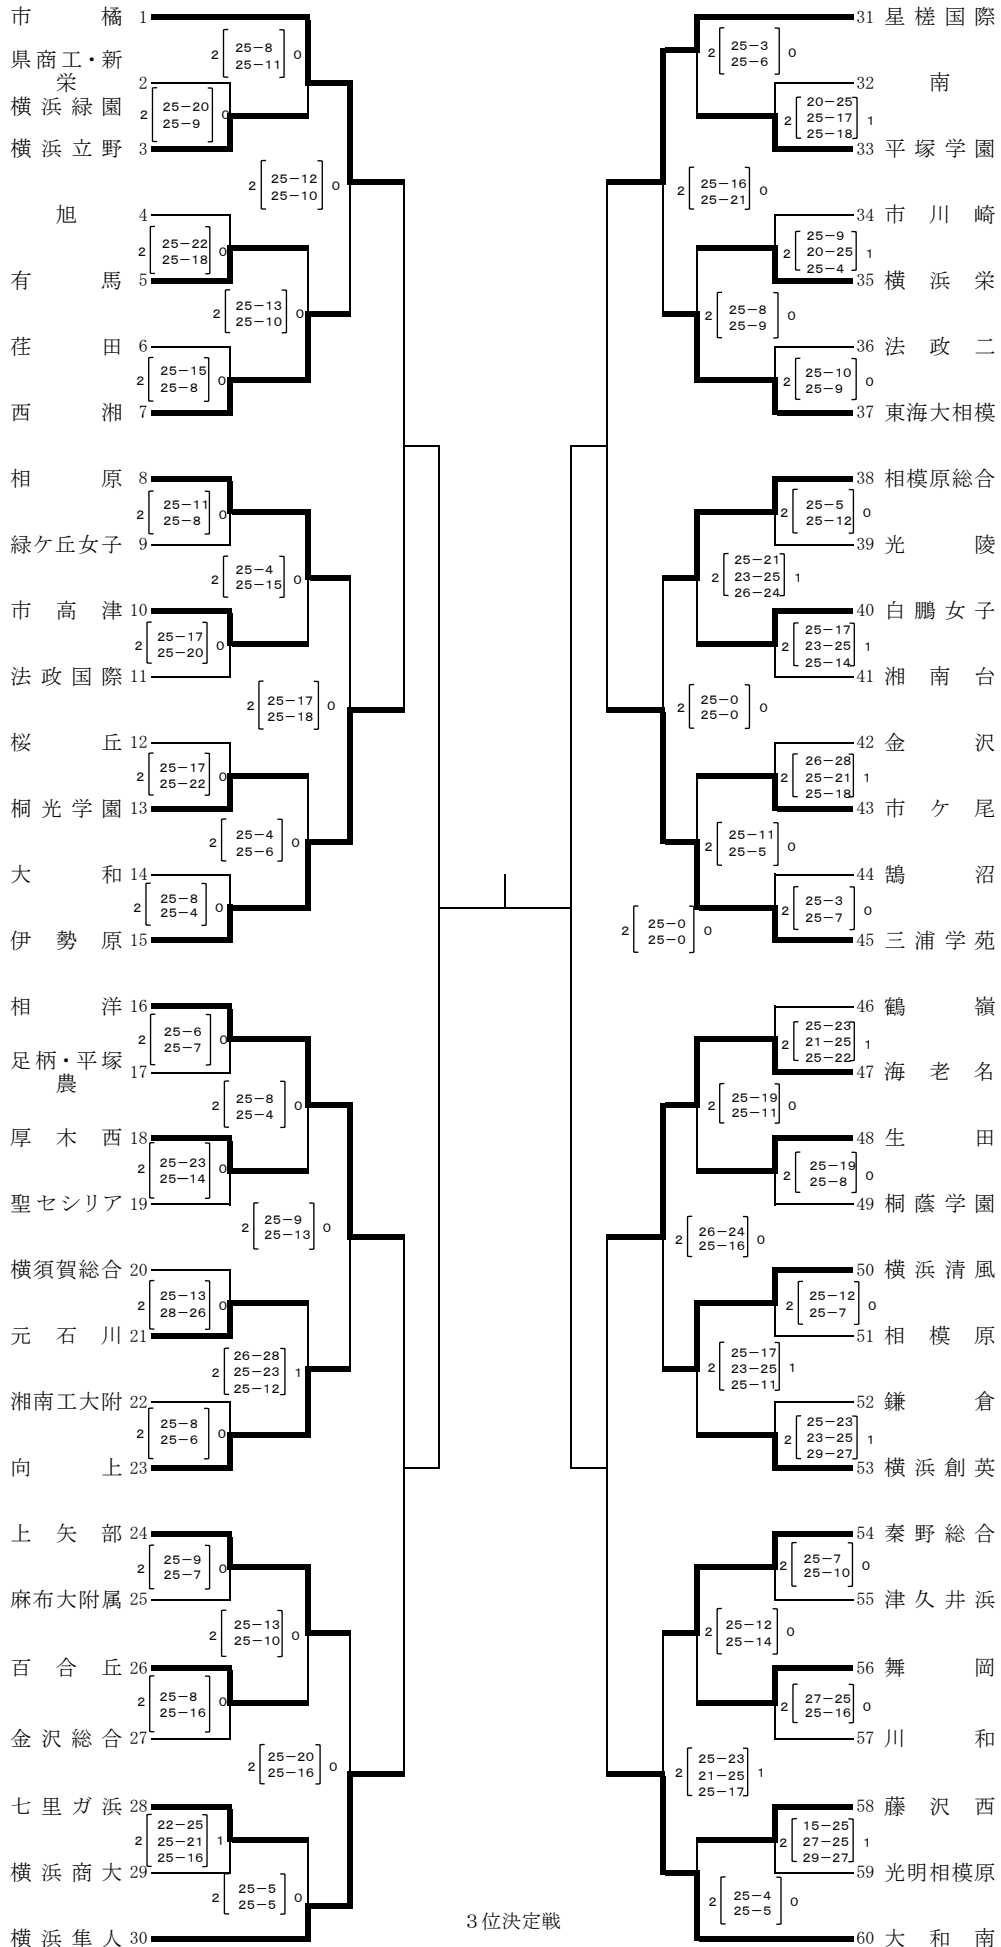 市橘 1
2 25−8 0
25−11
県商工・新
栄 2
横浜緑園
2 25−20 0
25−9
横浜立野 3
2 25−12 0
25−10
旭 4
2 25−22 0
25−18
有馬 5
2 25−13 0
25−10
荏田 6
2 25−15 0
25−8
西湘 7
相原 8
2 25−11 0
25−8
緑ケ丘女子 9
2 25−4 0
25−15
市高津 10
2 25−17 0
25−20
法政国際 11
2 25−17 0
25−18
桜丘 12
2 25−17 0
25−22
桐光学園 13
2 25−4 0
25−6
大和 14
2 25−8 0
25−4
伊勢原 15
相洋 16
2 25−6 0
25−7
足柄・平塚
農 17
2 25−8 0
25−4
厚木西 18
2 25−23 0
25−14
聖セシリア 19
2 25−9 0
25−13
横須賀総合 20
2 25−13 0
28−26
元石川 21
2 26−28 1
25−23
25−12
湘南工大附 22
2 25−8 0
25−6
向上 23
上矢部 24
2 25−9 0
25−7
麻布大附属 25
2 25−13 0
25−10
百合丘 26
2 25−8 0
25−16
金沢総合 27
2 25−20 0
25−16
七里ガ浜 28
2 22−25 1
25−21
25−16
横浜商大 29
2 25−5 0
25−5
横浜隼人 30
31 星槎国際
2 25−3 0
25−6
32 南
2 20−25 1
25−17
25−18
33 平塚学園
2 25−16 0
25−21
34 市川崎
2 25−9 1
20−25
25−4
35 横浜栄
2 25−8 0
25−9
36 法政二
2 25−10 0
25−9
37 東海大相模
38 相模原総合
2 25−5 0
25−12
39 光陵
2 25−21 1
23−25
26−24
40 白鵬女子
2 25−17 1
23−25
25−14
41 湘南台
2 25−0 0
25−0
42 金沢
2 26−28 1
25−21
25−18
43 市ケ尾
2 25−11 0
25−5
44 鵠沼
2 25−3 0
25−7
2 25−0 0
25−0
45 三浦学苑
46 鶴嶺
2 25−23 1
21−25
25−22
47 海老名
2 25−19 0
25−11
48 生田
2 25−19 0
25−8
49 桐蔭学園
2 26−24 0
25−16
50 横浜清風
2 25−12 0
25−7
51 相模原
2 25−17 1
23−25
25−11
52 鎌倉
2 25−23 1
23−25
29−27
53 横浜創英
54 秦野総合
2 25−7 0
25−10
55 津久井浜
2 25−12 0
25−14
56 舞岡
2 27−25 0
25−16
57 川和
2 25−23 1
21−25
25−17
58 藤沢西
2 15−25 1
27−25
29−27
59 光明相模原
2 25−4 0
25−5
60 大和南
３位決定戦